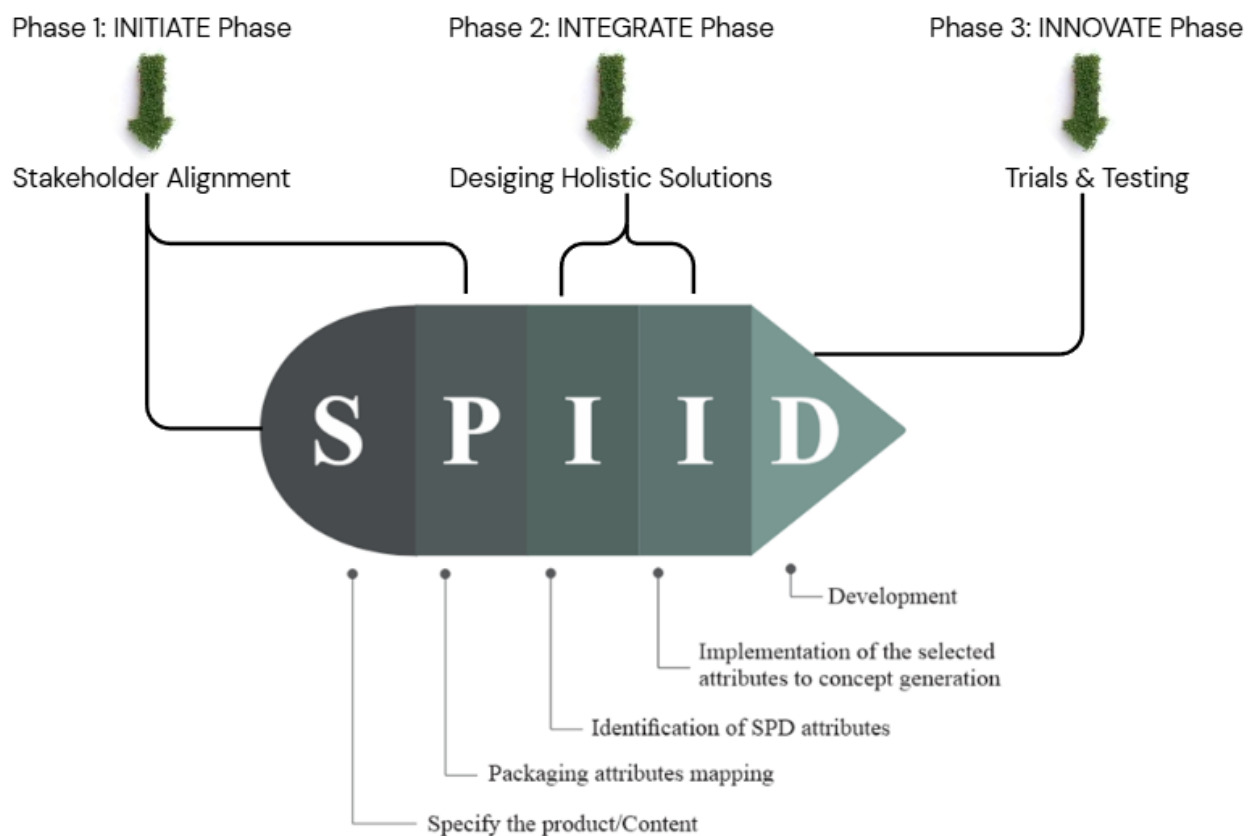 Phase 1: INITIATE Phase
Phase 2: INTEGRATE Phase
Phase 3: INNOVATE Phase
Stakeholder Alignment
Desiging Holistic Solutions
Trials & Testing
S P I I D
Development
Implementation of the selected
attributes to concept generation
Identification of SPD attributes
Packaging attributes mapping
Specify the product/Content